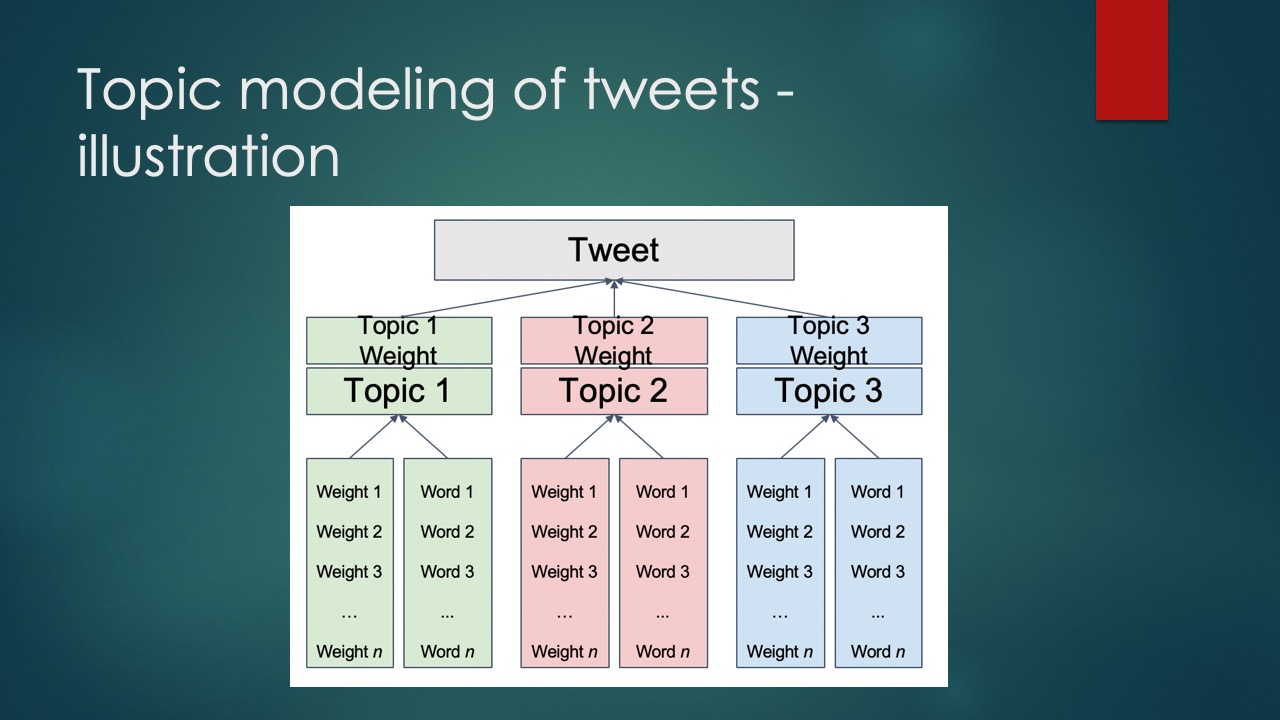 Topic modeling of tweets -
illustration
Tweet
Topic 1
Weight
Topic 1
Topic 2
Weight
Topic 2
Topic 3
Weight
Topic 3
Weight 1
Weight 2
Weight 3
...
Weight n
Word 1
Word 2
Word 3
...
Word n
Weight 1
Weight 2
Weight 3
...
Weight n
Word 1
Word 2
Word 3
...
Word n
Weight 1
Weight 2
Weight 3
...
Weight n
Word 1
Word 2
Word 3
...
Word n